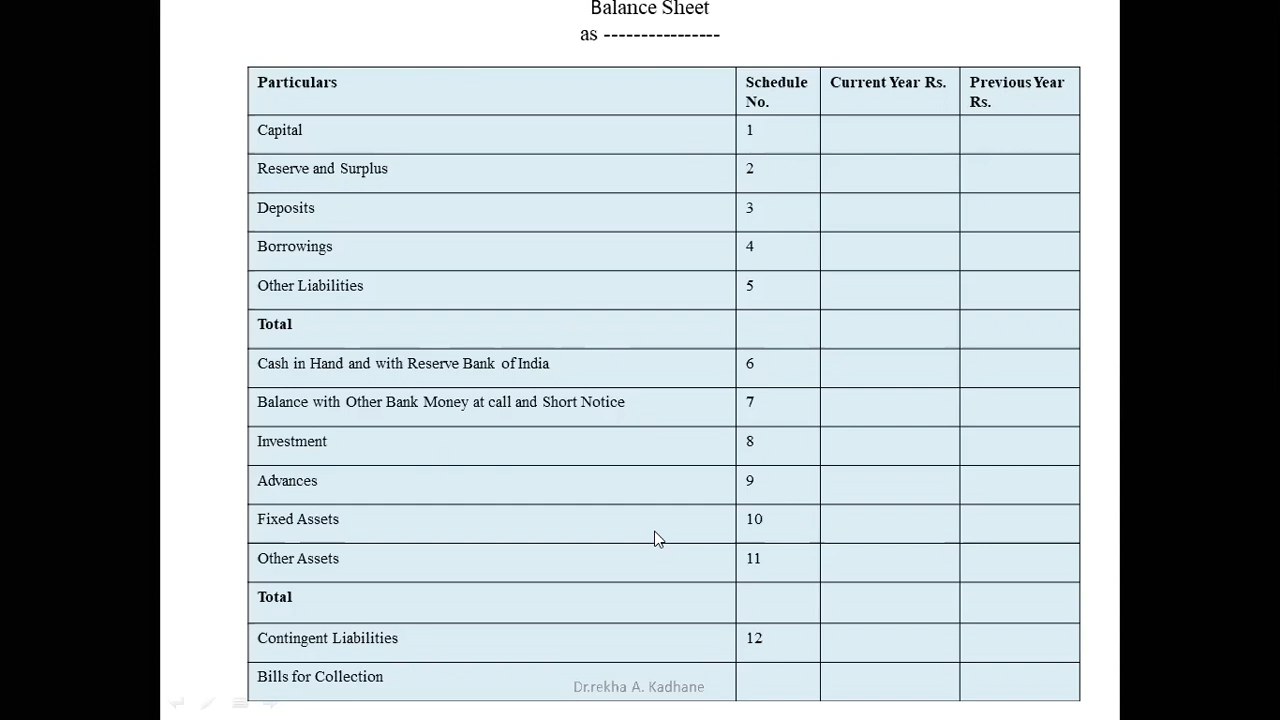 Balance Sheet
as ----------------
Particulars Schedule No. Current Year Rs. Previous Year Rs.
Capital 1
Reserve and Surplus 2
Deposits 3
Borrowings 4
Other Liabilities 5
Total
Cash in Hand and with Reserve Bank of India 6
Balance with Other Bank Money at call and Short Notice 7
Investment 8
Advances 9
Fixed Assets 10
Other Assets 11
Total
Contingent Liabilities 12
Bills for Collection
Dr.rekha A. Kadhane